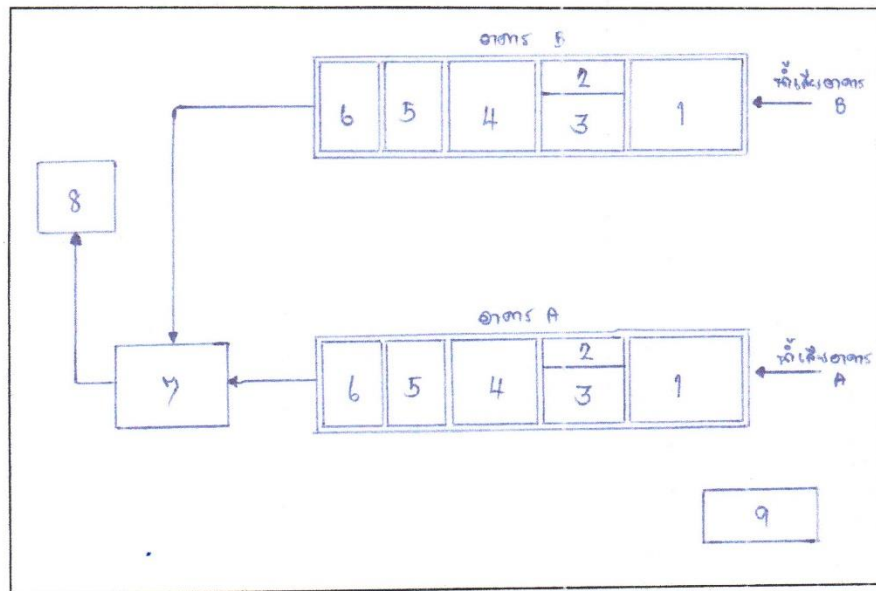 อาคาร B
น้ำเสียอาคาร
B
2
6 5 4 3 1
8
อาคาร A
น้ำเสียอาคาร
A
2
7 6 5 4 3 1
9